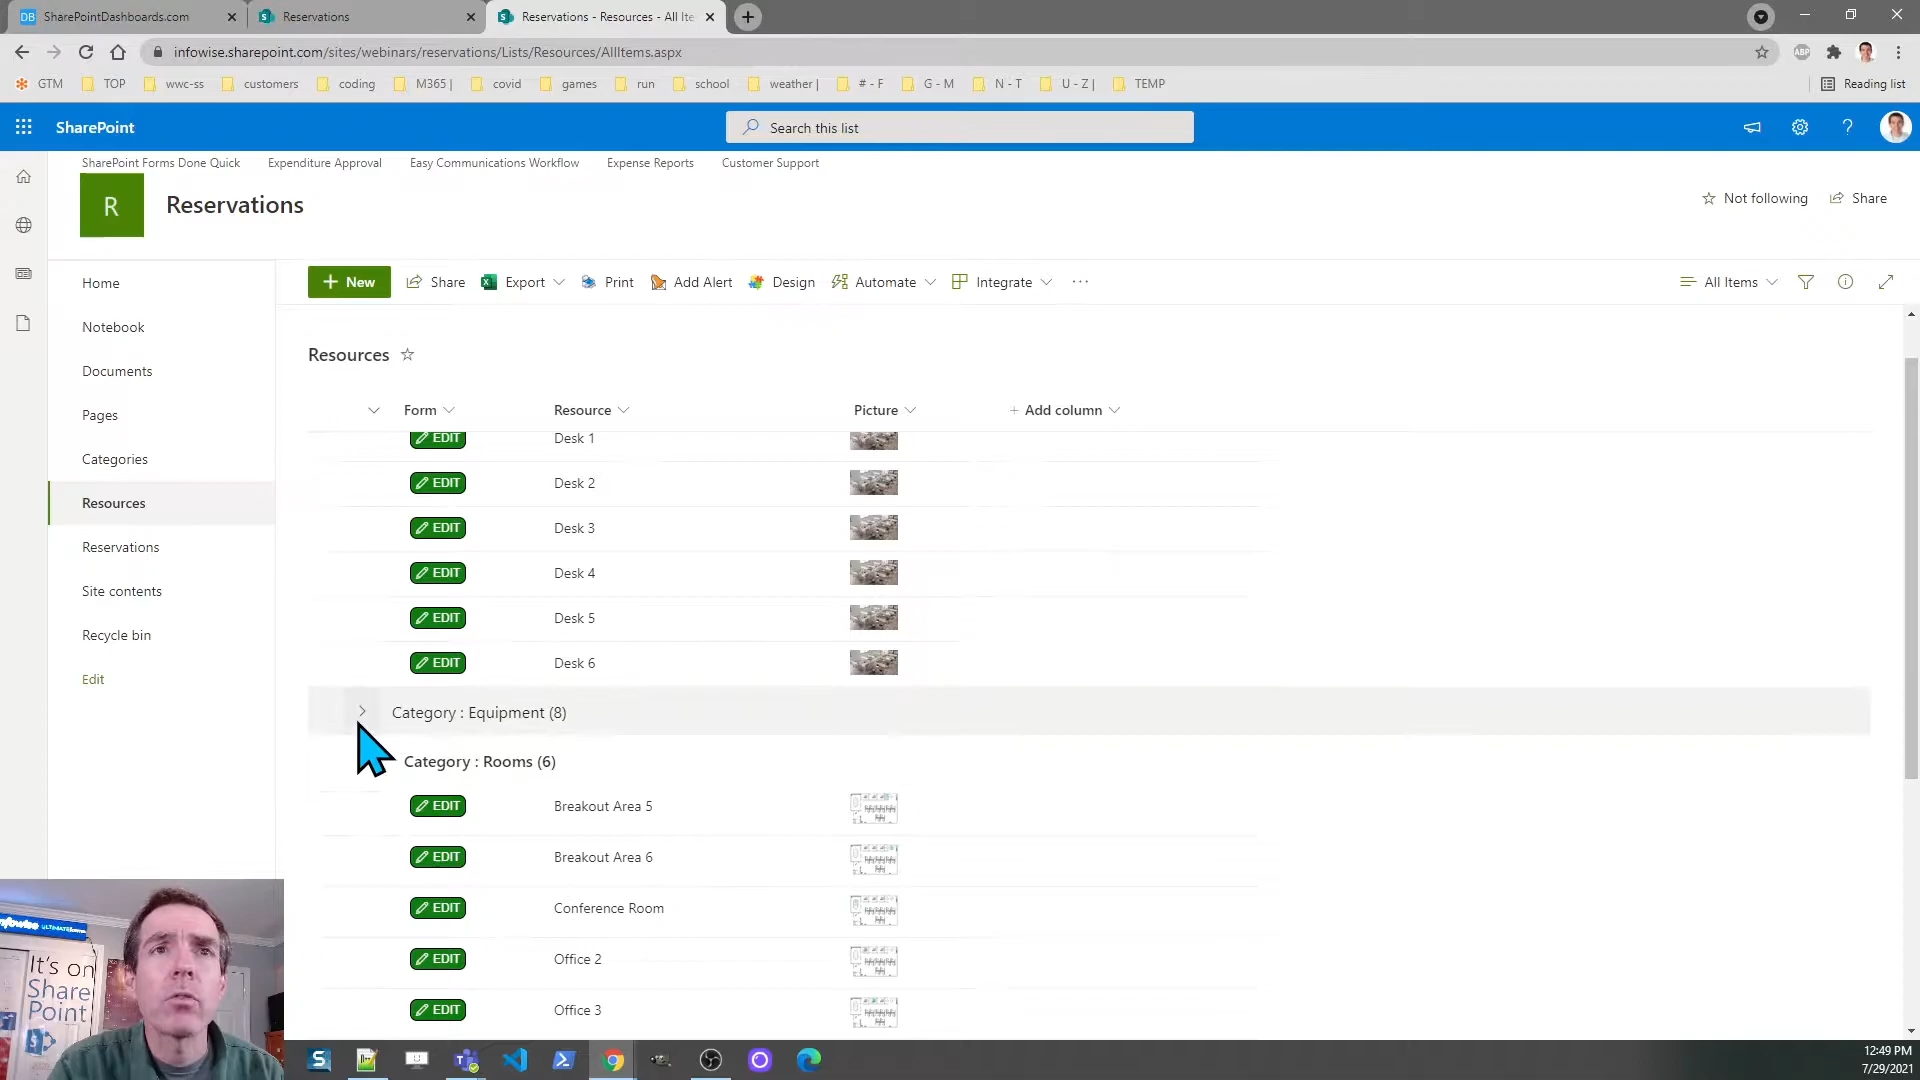 SharePointDashboards.com
Reservations
Reservations - Resources - All Ite
infowise.sharepoint.com/sites/webinars/reservations/Lists/Resources/AllItems.aspx
ABP
GTM TOP wwc-ss customers coding M365 | covid games run school weather | # - F G - M N - T U - Z | TEMP
Reading list
SharePoint
Search this list
SharePoint Forms Done Quick Expenditure Approval Easy Communications Workflow Expense Reports Customer Support
R
Reservations
Not following Share
Home
Notebook
Documents
Pages
Categories
Resources
Reservations
Site contents
Recycle bin
Edit
New Share Export Print Add Alert Design Automate Integrate ...
All Items
Resources
Form Resource Picture Add column
EDIT Desk 1
EDIT Desk 2
EDIT Desk 3
EDIT Desk 4
EDIT Desk 5
EDIT Desk 6
Category : Equipment (8)
Category : Rooms (6)
EDIT Breakout Area 5
EDIT Breakout Area 6
EDIT Conference Room
EDIT Office 2
EDIT Office 3
It's on
Share
Point
12:49 PM
7/29/2021